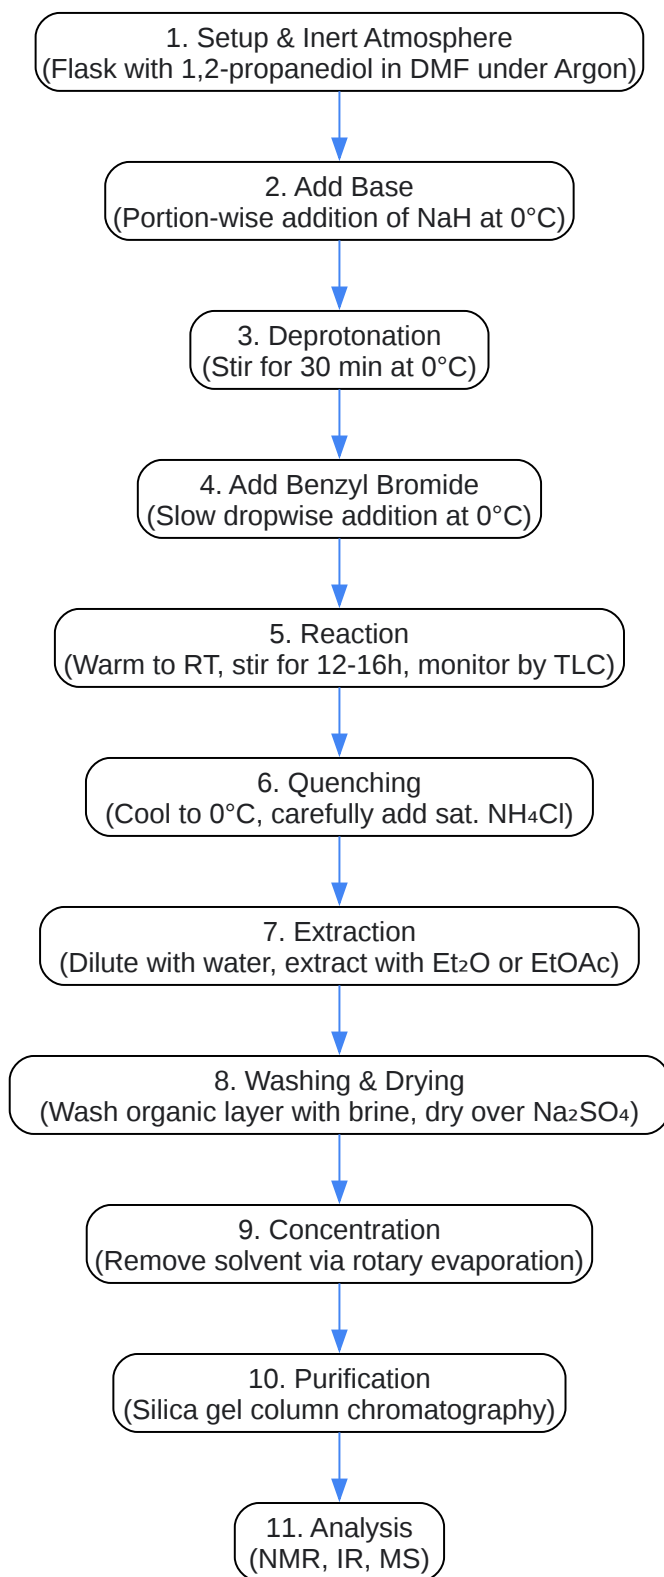 1. Setup & Inert Atmosphere
(Flask with 1,2-propanediol in DMF under Argon)
2. Add Base
(Portion-wise addition of NaH at 0°C)
3. Deprotonation
(Stir for 30 min at 0°C)
4. Add Benzyl Bromide
(Slow dropwise addition at 0°C)
5. Reaction
(Warm to RT, stir for 12-16h, monitor by TLC)
6. Quenching
(Cool to 0°C, carefully add sat. NH₄Cl)
7. Extraction
(Dilute with water, extract with Et₂O or EtOAc)
8. Washing & Drying
(Wash organic layer with brine, dry over Na₂SO₄)
9. Concentration
(Remove solvent via rotary evaporation)
10. Purification
(Silica gel column chromatography)
11. Analysis
(NMR, IR, MS)